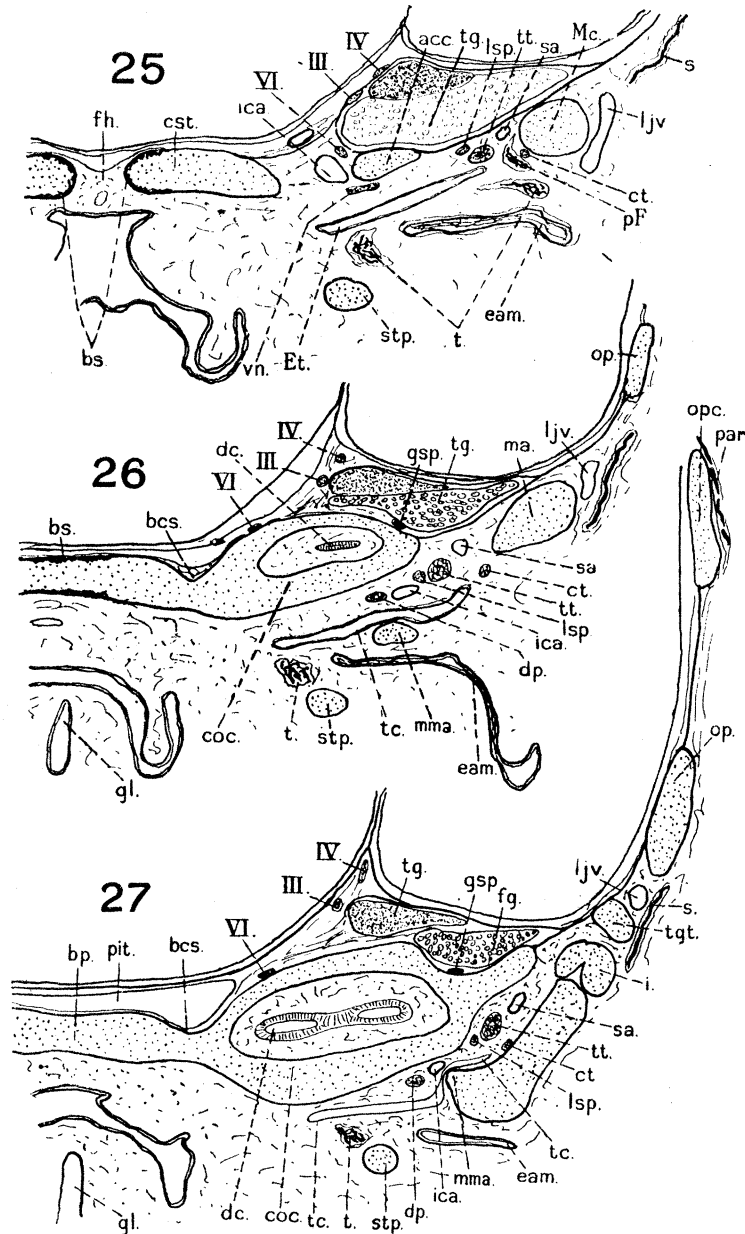 25
IV
acc.
tg.
lsp.
tt.
sa.
Mc.
s
III
VI.
ica
fh.
cst.
ljv
ct.
pF
bs.
vn.
Et.
stp.
t.
eam.
op.
26
IV
dc.
III
VI
gsp.
tg.
ma.
ljv.
opc.
par
bs.
bcs.
sa
ct.
tt.
lsp.
ica.
dp.
coc.
t.
stp.
tc.
mma.
eam.
gl.
op.
27
IV
III
tg.
gsp.
fg.
ljv.
s.
tgt.
VI.
bp.
pit.
bcs.
i.
sa.
tt.
ct
lsp.
tc.
eam.
mma.
ica.
dp.
stp.
t.
tc.
coc.
dc.
gl.